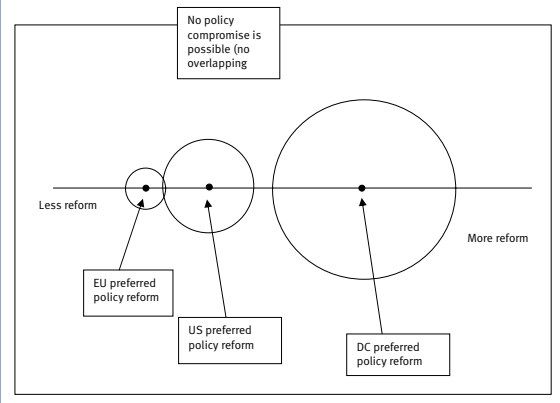 No policy
compromise is
possible (no
overlapping
Less reform
More reform
EU preferred
policy reform
US preferred
policy reform
DC preferred
policy reform